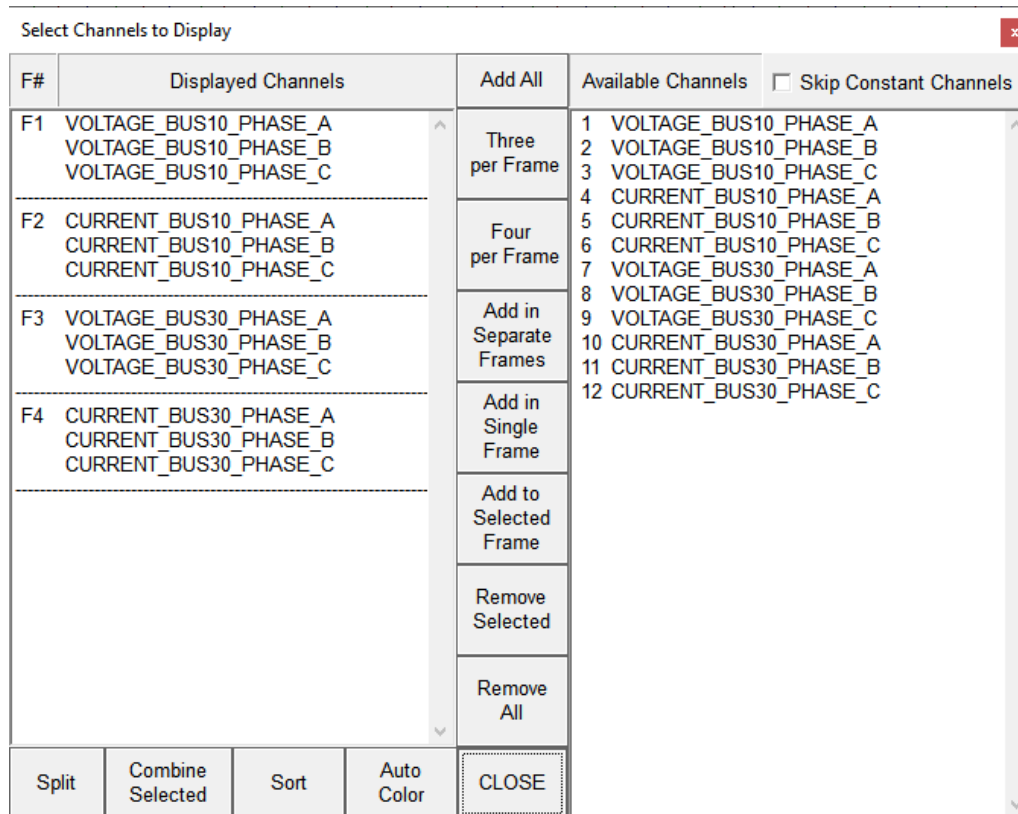 Select Channels to Display
x
F# Displayed Channels Add All Available Channels Skip Constant Channels
F1 VOLTAGE_BUS10_PHASE_A
VOLTAGE_BUS10_PHASE_B
VOLTAGE_BUS10_PHASE_C
F2 CURRENT_BUS10_PHASE_A
CURRENT_BUS10_PHASE_B
CURRENT_BUS10_PHASE_C
F3 VOLTAGE_BUS30_PHASE_A
VOLTAGE_BUS30_PHASE_B
VOLTAGE_BUS30_PHASE_C
F4 CURRENT_BUS30_PHASE_A
CURRENT_BUS30_PHASE_B
CURRENT_BUS30_PHASE_C
Three
per Frame
Four
per Frame
Add in
Separate
Frames
Add in
Single
Frame
Add to
Selected
Frame
Remove
Selected
Remove
All
1 VOLTAGE_BUS10_PHASE_A
2 VOLTAGE_BUS10_PHASE_B
3 VOLTAGE_BUS10_PHASE_C
4 CURRENT_BUS10_PHASE_A
5 CURRENT_BUS10_PHASE_B
6 CURRENT_BUS10_PHASE_C
7 VOLTAGE_BUS30_PHASE_A
8 VOLTAGE_BUS30_PHASE_B
9 VOLTAGE_BUS30_PHASE_C
10 CURRENT_BUS30_PHASE_A
11 CURRENT_BUS30_PHASE_B
12 CURRENT_BUS30_PHASE_C
Split
Combine
Selected
Sort
Auto
Color
CLOSE